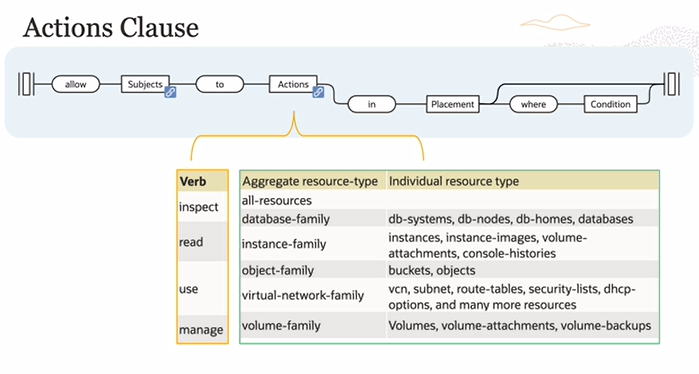 Actions Clause
allow
Subjects
to
Actions
in
Placement
where
Condition
Verb
inspect
read
use
manage
Aggregate resource-type Individual resource type
all-resources
database-family db-systems, db-nodes, db-homes, databases
instance-family instances, instance-images, volume-
attachments, console-histories
object-family buckets, objects
virtual-network-family vcn, subnet, route-tables, security-lists, dhcp-
options, and many more resources
volume-family Volumes, volume-attachments, volume-backups